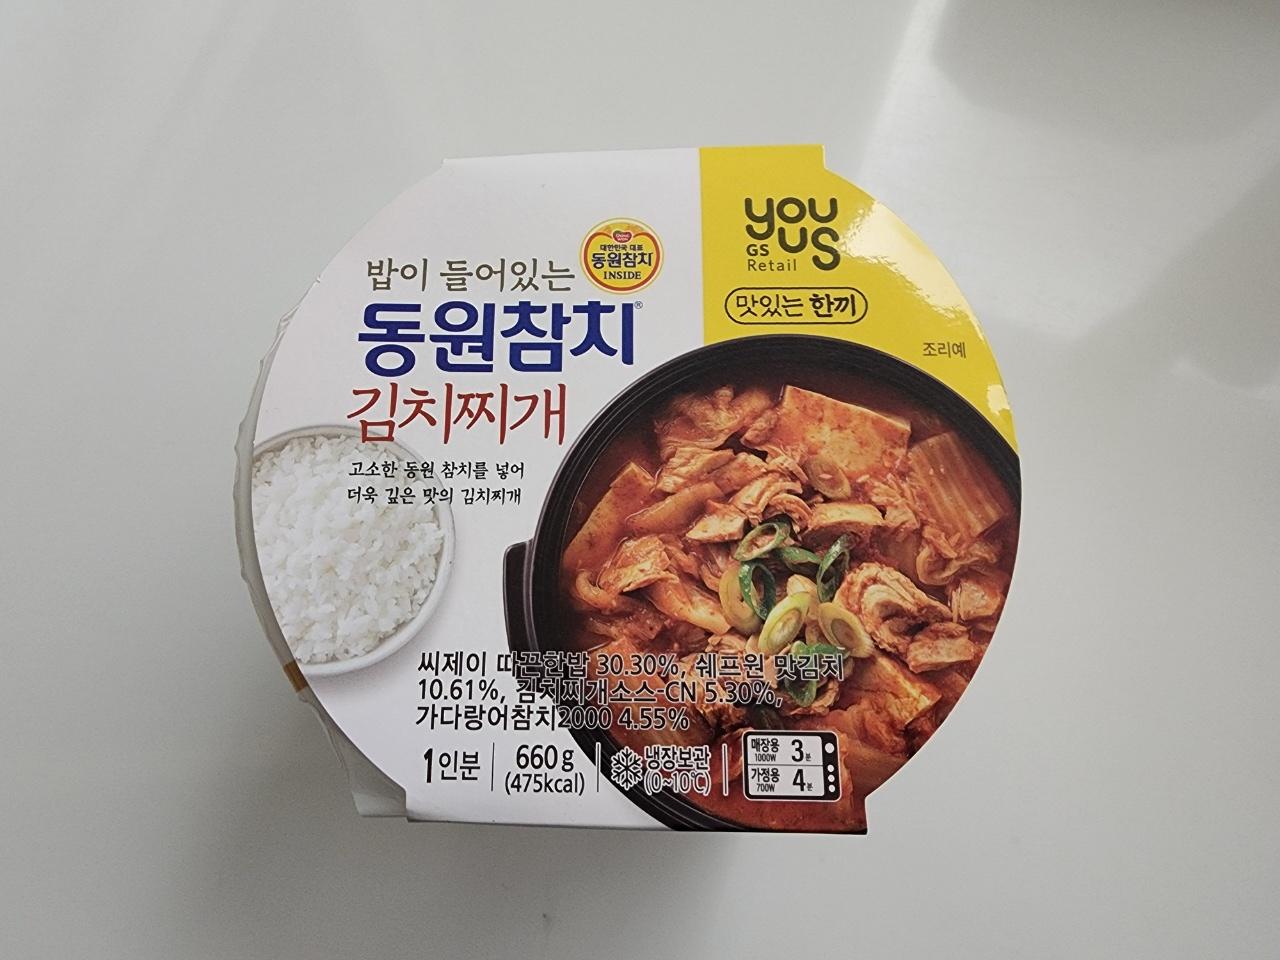 you
us
GS
Retail
맛있는 한끼
조리예
대한민국 대표
동원참치
INSIDE
밥이 들어있는
동원참치®
김치찌개
고소한 동원 참치를 넣어
더욱 깊은 맛의 김치찌개
씨제이 따끈한밥 30.30%, 쉐프원 맛김치
10.61%, 김치찌개소스-CN 5.30%,
가다랑어참치2000 4.55%
1인분
660g
(475kcal)
냉장보관
(0~10℃)
매장용
1000W
3분
가정용
700W
4분